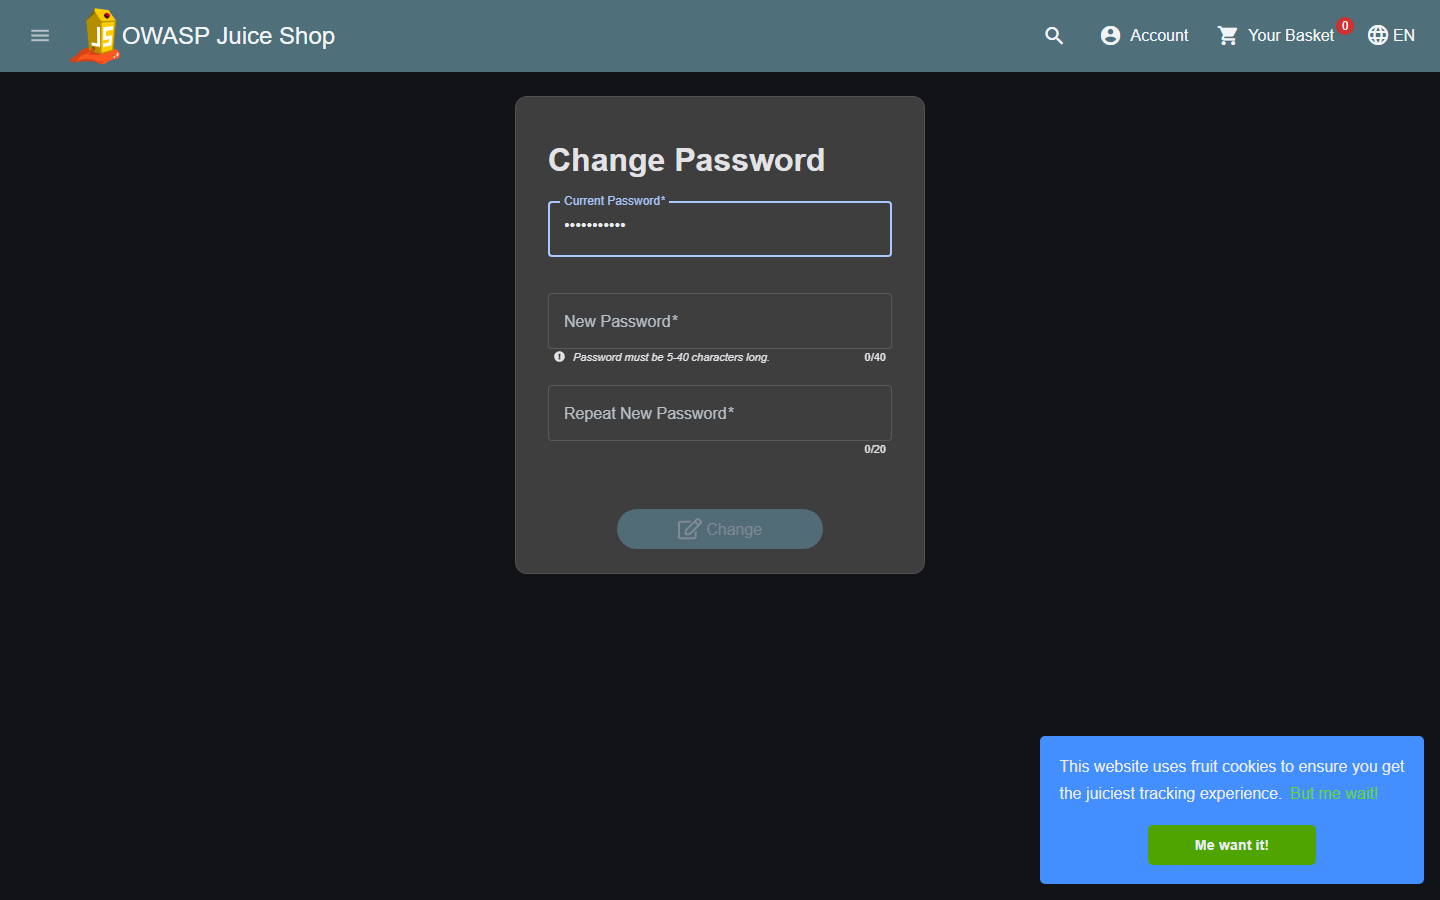 OWASP Juice Shop
Account
Your Basket
0
EN
Change Password
Current Password*
•••••••••••
New Password*
Password must be 5-40 characters long.
0/40
Repeat New Password*
0/20
Change
This website uses fruit cookies to ensure you get
the juiciest tracking experience. But me wait!
Me want it!